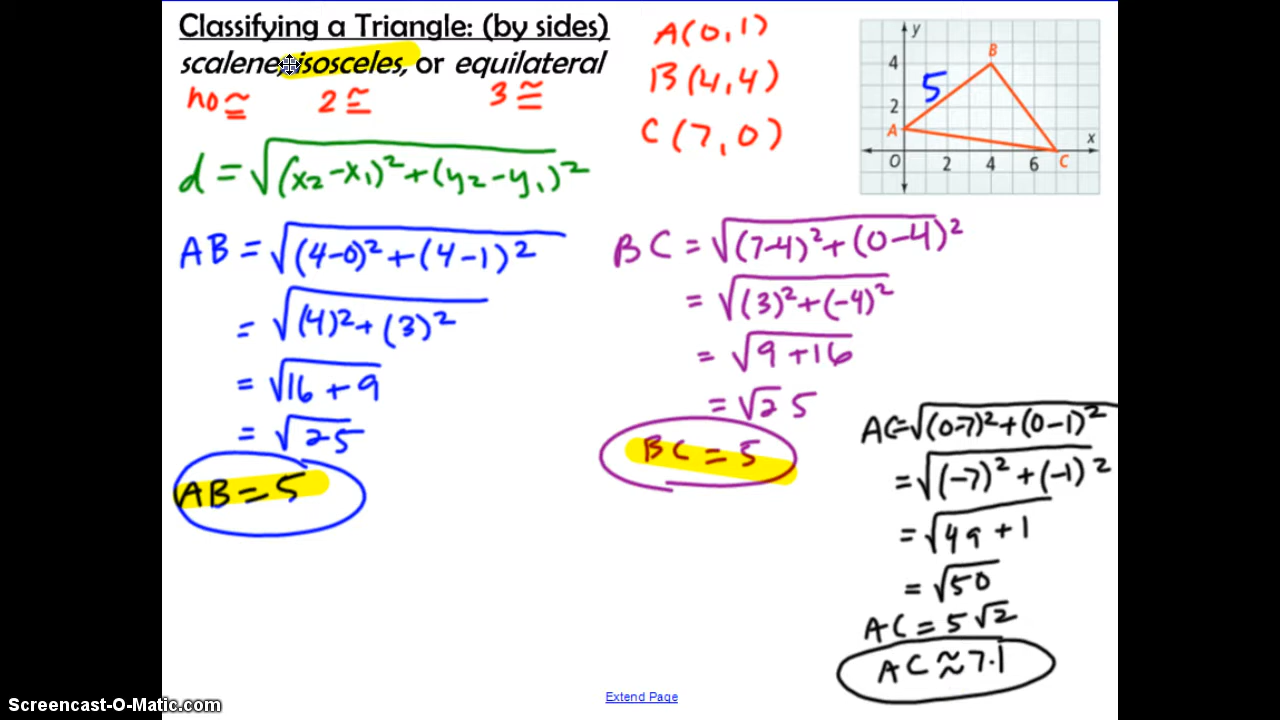 Classifying a Triangle: (by sides)
scalene, isosceles, or equilateral
no ≅ 2 ≅ 3 ≅
A(0,1)
B(4,4)
C(7,0)
y
B
4
5
2
A
x
O 2 4 6 C
d = √(x₂-x₁)²+(y₂-y₁)²
AB = √(4-0)²+(4-1)²
= √(4)²+(3)²
= √16+9
= √25
AB = 5
BC = √(7-4)²+(0-4)²
= √(3)²+(-4)²
= √9+16
= √25
BC = 5
AC = √(0-7)²+(0-1)²
= √(-7)²+(-1)²
= √49+1
= √50
AC = 5√2
AC ≈ 7.1
Extend Page
Screencast-O-Matic.com